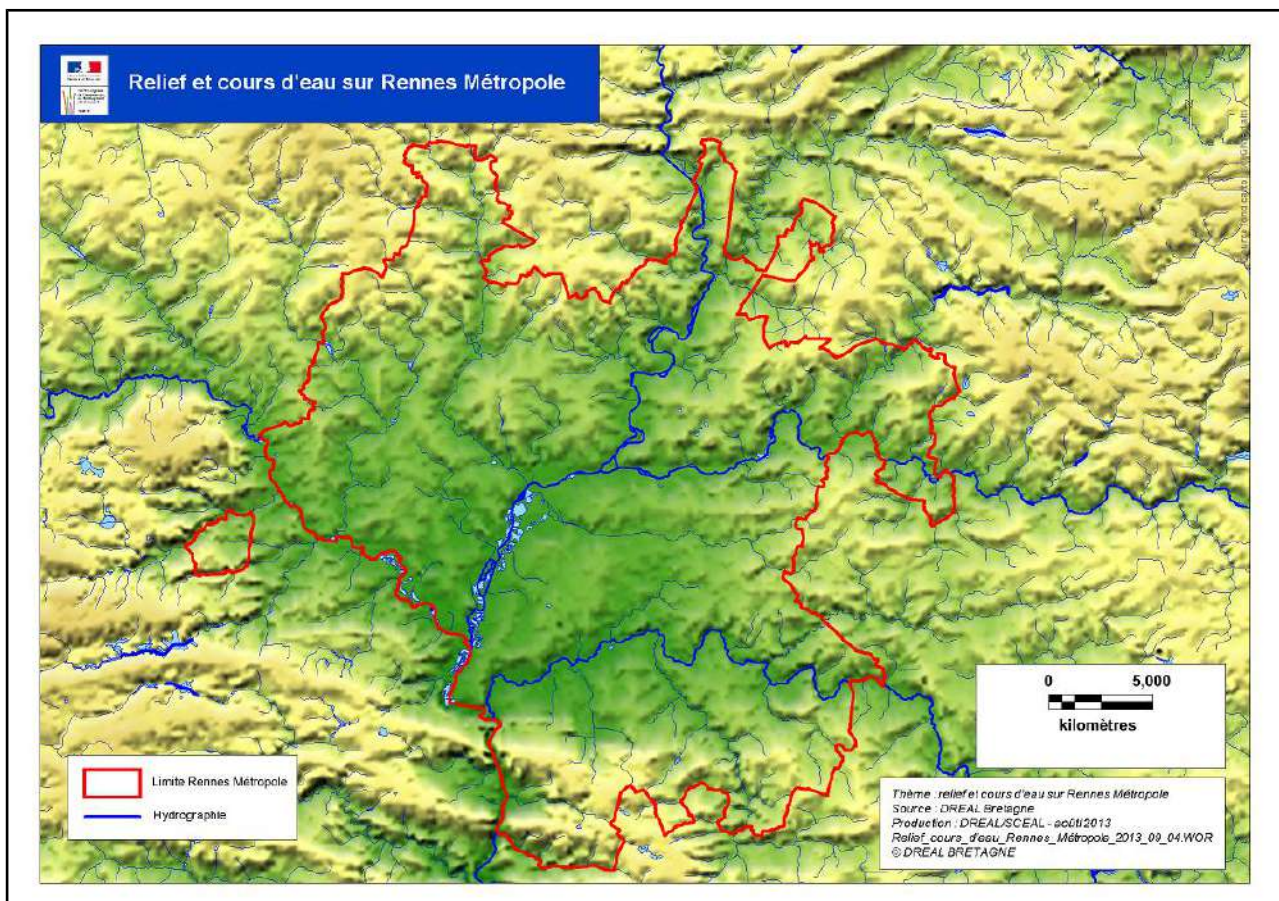 Relief et cours d'eau sur Rennes Métropole
0 5,000
kilomètres
Limite Rennes Métropole
Hydrographie
Thème : relief et cours d'eau sur Rennes Métropole
Source : DREAL Bretagne
Production : DREAL/SCEAL - août/2013
Relief_cours_d'eau_Rennes_Métropole_2013_09_04.WOR
© DREAL BRETAGNE